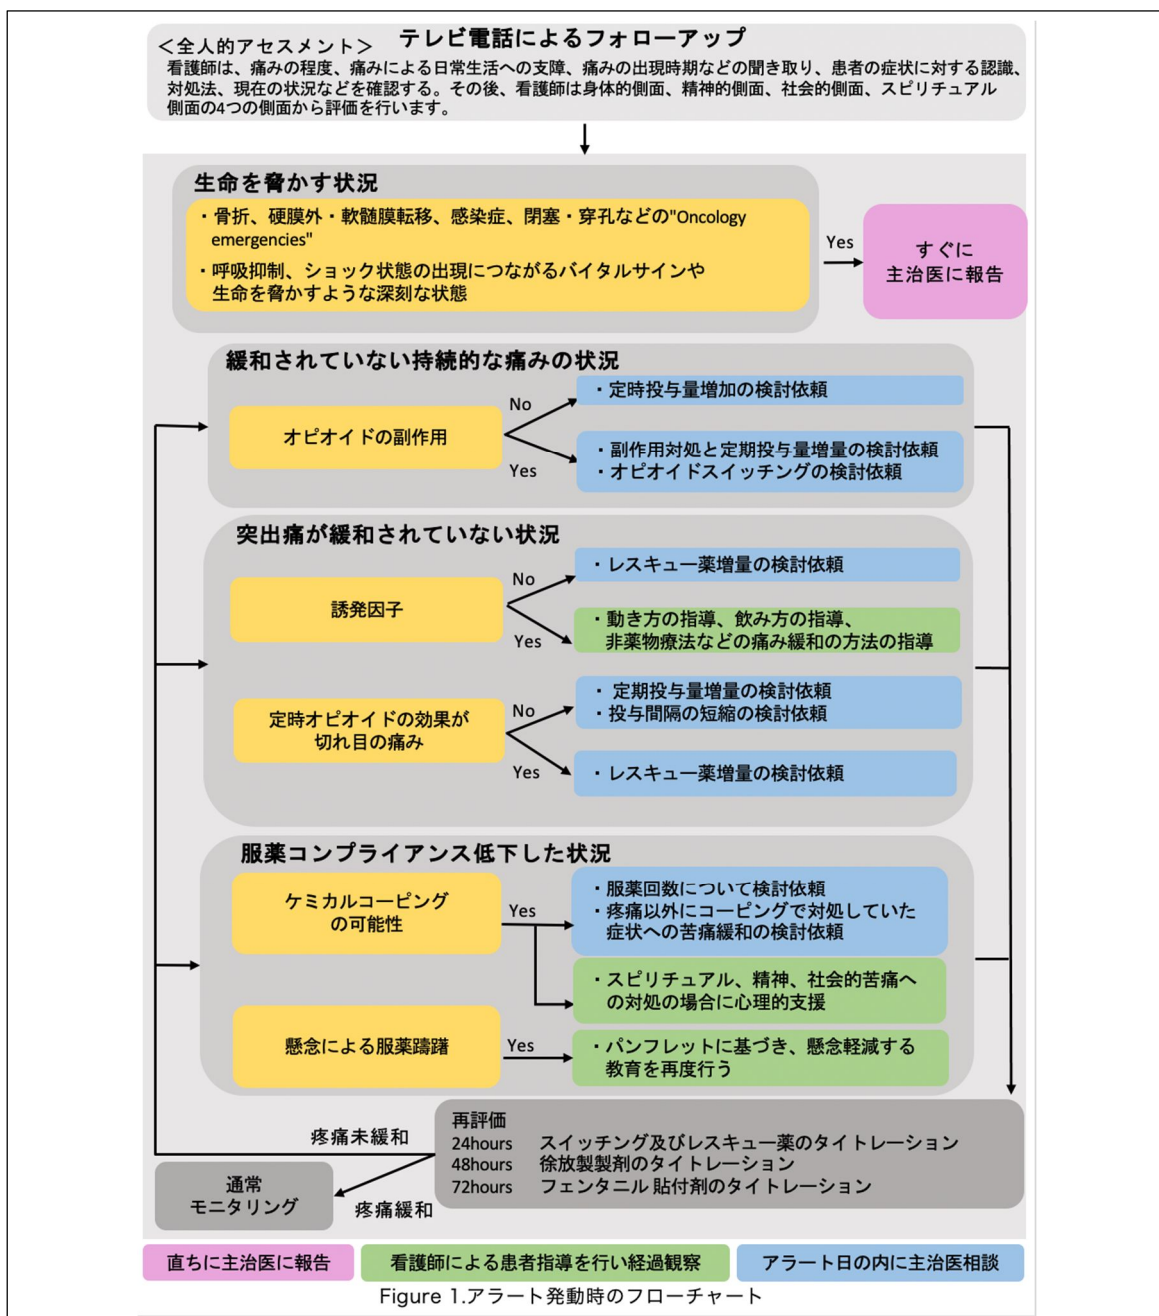 テレビ電話によるフォローアップ
＜全人的アセスメント＞
看護師は、痛みの程度、痛みによる日常生活への支障、痛みの出現時期などの聞き取り、患者の症状に対する認識、
対処法、現在の状況などを確認する。その後、看護師は身体的側面、精神的側面、社会的側面、スピリチュアル
側面の4つの側面から評価を行います。
生命を脅かす状況
・骨折、硬膜外・軟髄膜転移、感染症、閉塞・穿孔などの"Oncology
emergencies"
・呼吸抑制、ショック状態の出現につながるバイタルサインや
生命を脅かすような深刻な状態
Yes
すぐに
主治医に報告
緩和されていない持続的な痛みの状況
オピオイドの副作用
No
・定時投与量増加の検討依頼
Yes
・副作用対処と定期投与量増量の検討依頼
・オピオイドスイッチングの検討依頼
突出痛が緩和されていない状況
誘発因子
No
・レスキュー薬増量の検討依頼
Yes
・動き方の指導、飲み方の指導、
非薬物療法などの痛み緩和の方法の指導
定時オピオイドの効果が
切れ目の痛み
No
・定期投与量増量の検討依頼
・投与間隔の短縮の検討依頼
Yes
・レスキュー薬増量の検討依頼
服薬コンプライアンス低下した状況
ケミカルコーピング
の可能性
Yes
・服薬回数について検討依頼
・疼痛以外にコーピングで対処していた
症状への苦痛緩和の検討依頼
・スピリチュアル、精神、社会的苦痛へ
の対処の場合に心理的支援
懸念による服薬躊躇
Yes
・パンフレットに基づき、懸念軽減する
教育を再度行う
再評価
24hours スイッチング及びレスキュー薬のタイトレーション
48hours 徐放製製剤のタイトレーション
72hours フェンタニル 貼付剤のタイトレーション
疼痛未緩和
通常
モニタリング
疼痛緩和
直ちに主治医に報告
看護師による患者指導を行い経過観察
アラート日の内に主治医相談
Figure 1.アラート発動時のフローチャート